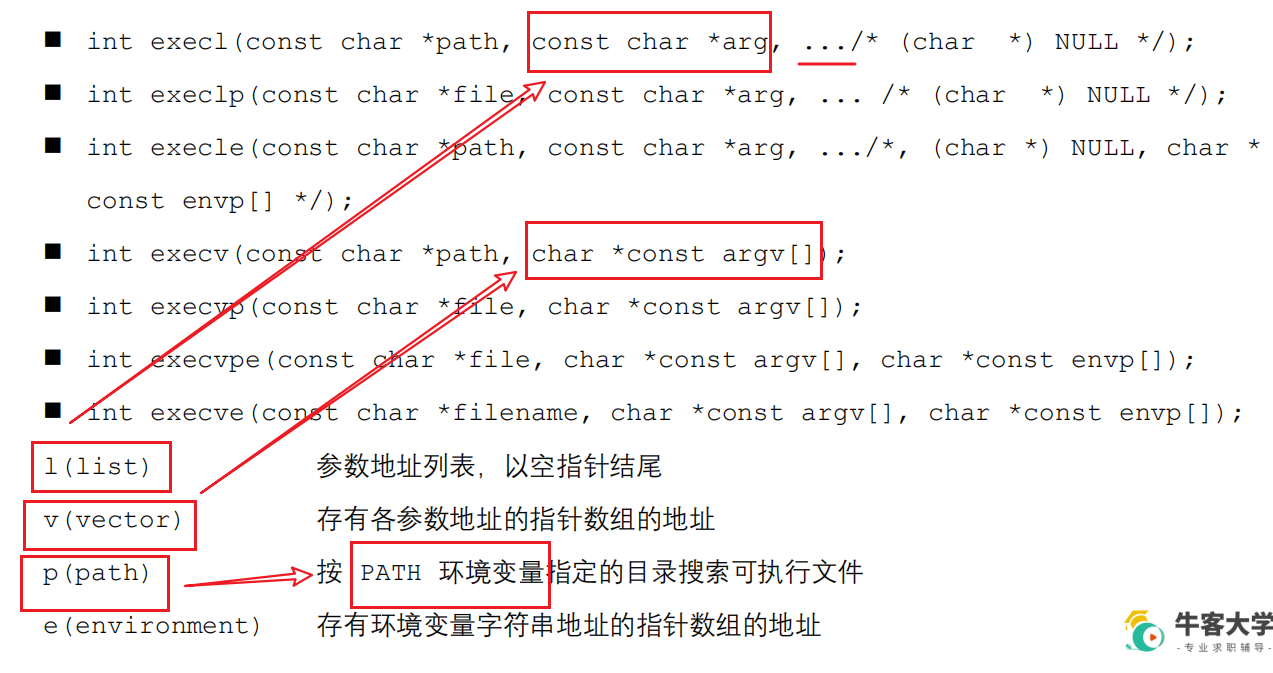 ■ int execl(const char *path, const char *arg, .../* (char  *) NULL */);
■ int execlp(const char *file, const char *arg, ... /* (char  *) NULL */);
■ int execle(const char *path, const char *arg, .../*, (char *) NULL, char *
const envp[] */);
■ int execv(const char *path, char *const argv[]);
■ int execvp(const char *file, char *const argv[]);
■ int execvpe(const char *file, char *const argv[], char *const envp[]);
■ int execve(const char *filename, char *const argv[], char *const envp[]);
l(list) 参数地址列表，以空指针结尾
v(vector) 存有各参数地址的指针数组的地址
p(path) 按 PATH 环境变量指定的目录搜索可执行文件
e(environment) 存有环境变量字符串地址的指针数组的地址
牛客大学
-专业求职辅导-